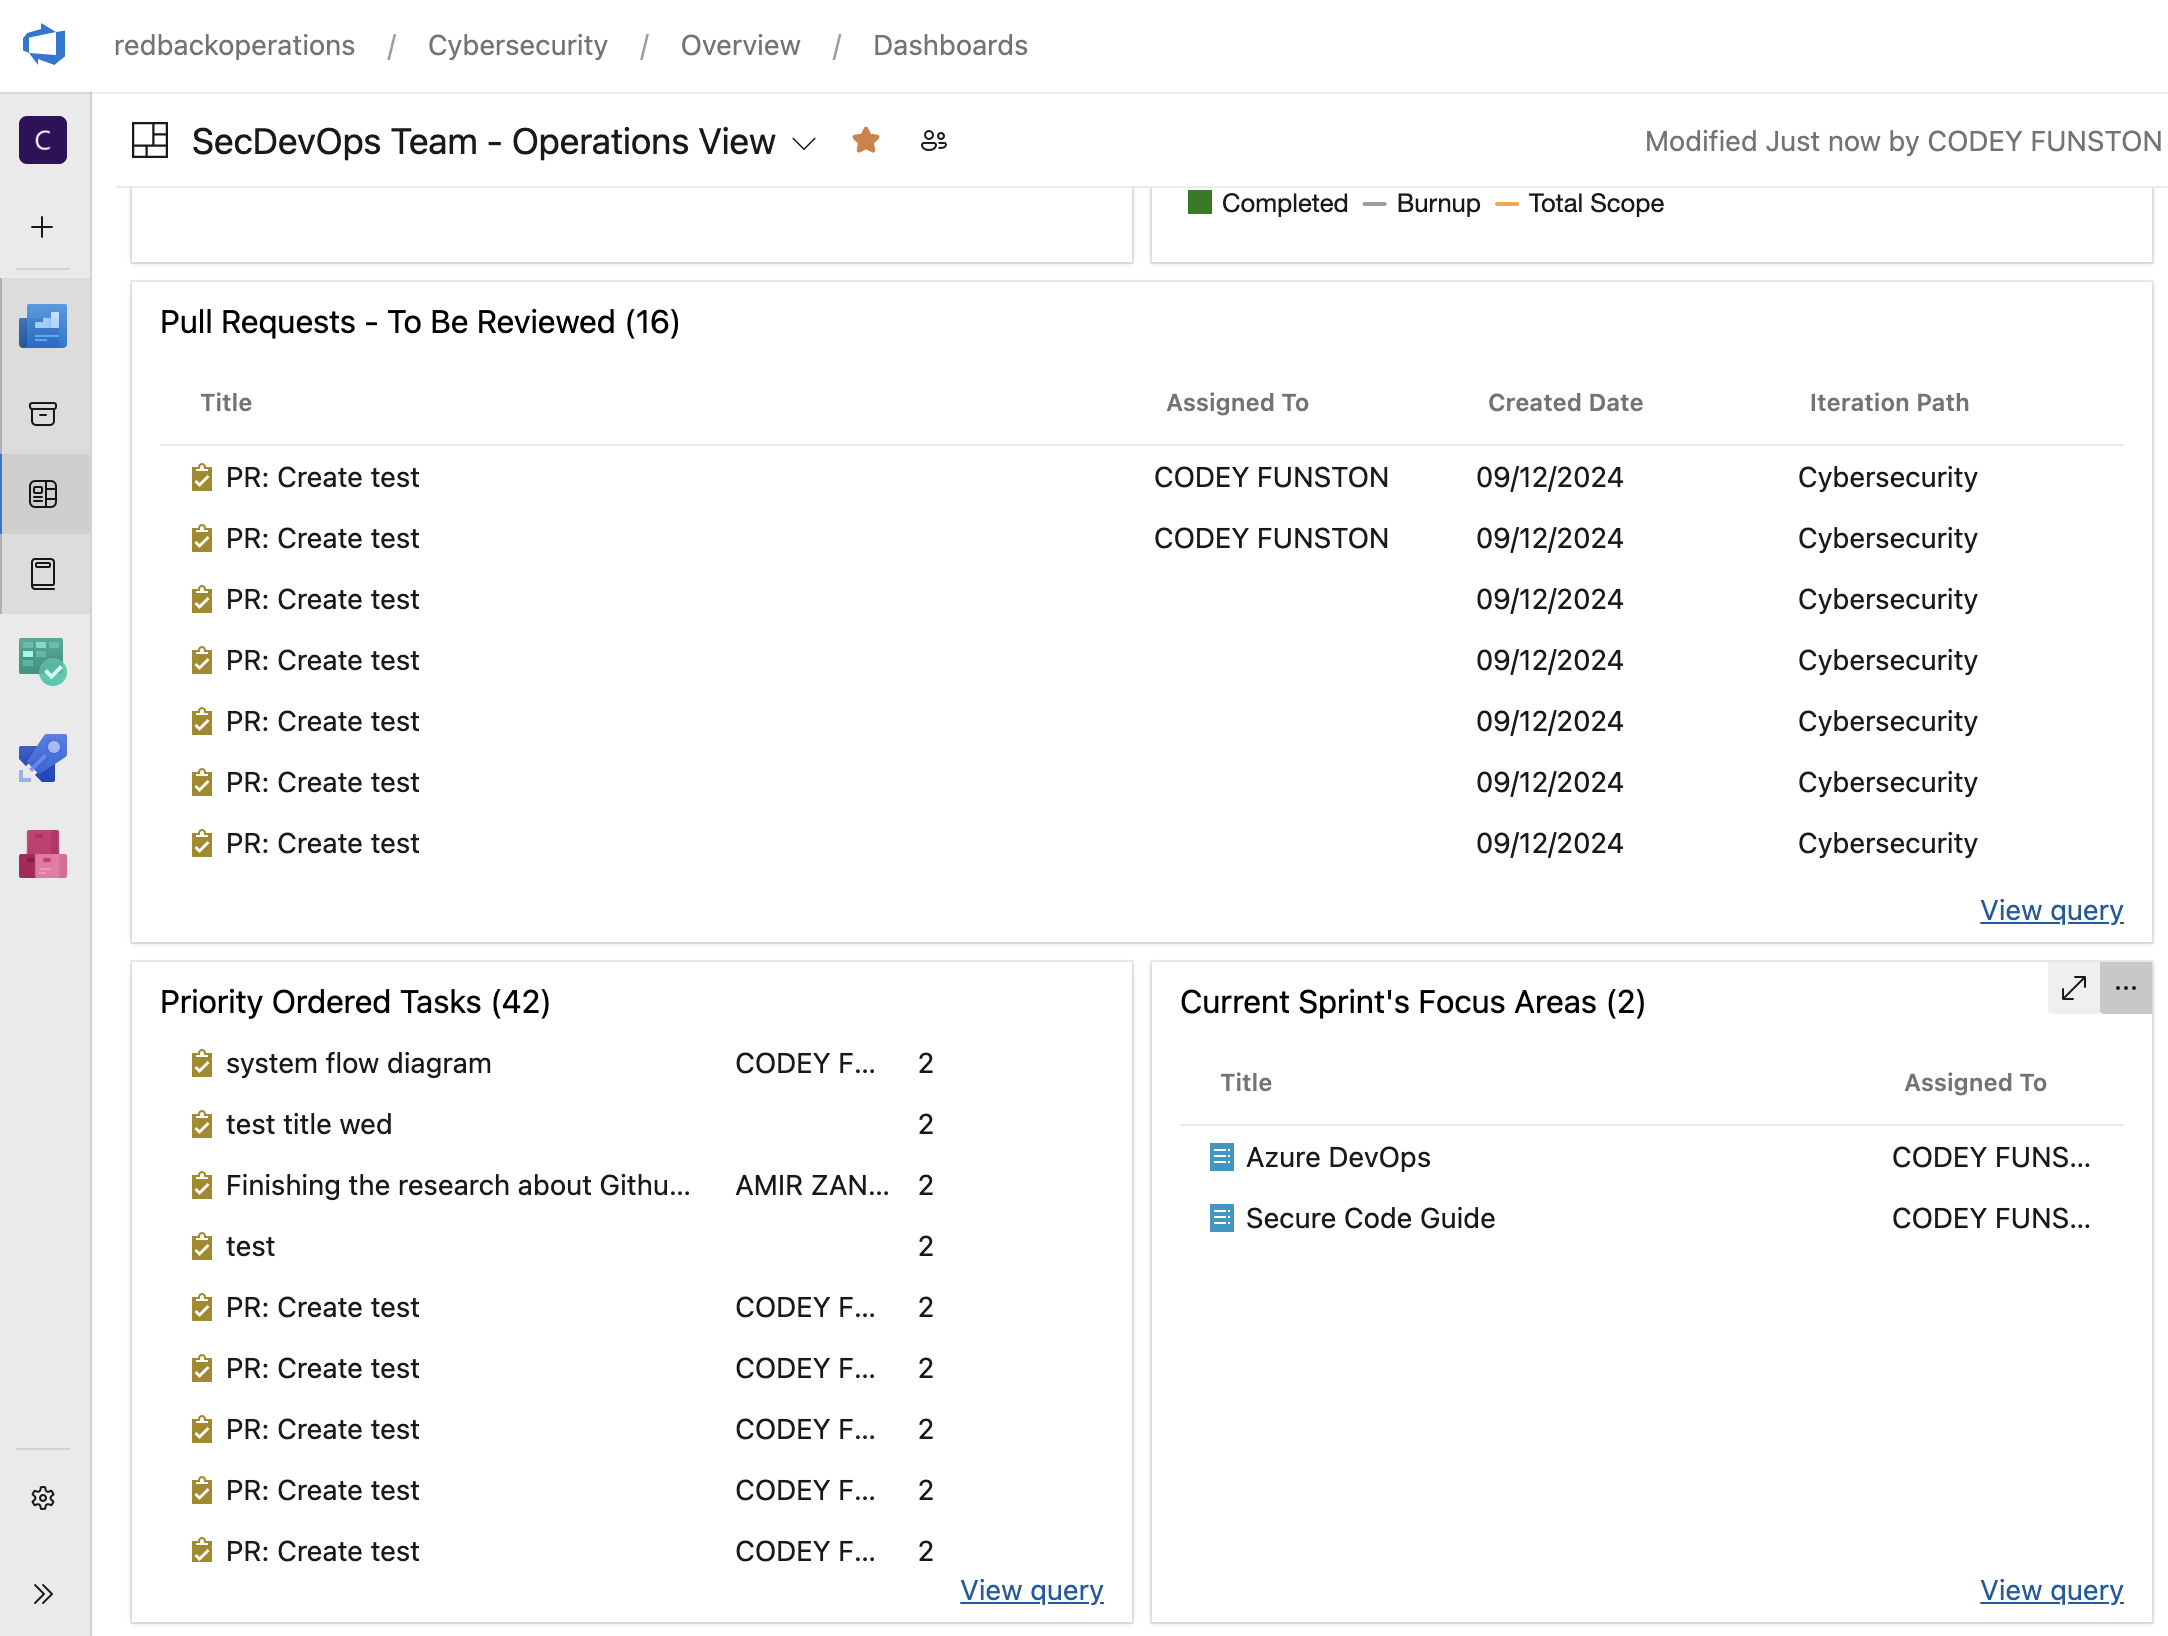 redbackoperations / Cybersecurity / Overview / Dashboards
C
SecDevOps Team - Operations View
Modified Just now by CODEY FUNSTON
Completed Burnup Total Scope
Pull Requests - To Be Reviewed (16)
Title Assigned To Created Date Iteration Path
PR: Create test CODEY FUNSTON 09/12/2024 Cybersecurity
PR: Create test CODEY FUNSTON 09/12/2024 Cybersecurity
PR: Create test 09/12/2024 Cybersecurity
PR: Create test 09/12/2024 Cybersecurity
PR: Create test 09/12/2024 Cybersecurity
PR: Create test 09/12/2024 Cybersecurity
PR: Create test 09/12/2024 Cybersecurity
View query
Priority Ordered Tasks (42)
system flow diagram CODEY F... 2
test title wed 2
Finishing the research about Githu... AMIR ZAN... 2
test 2
PR: Create test CODEY F... 2
PR: Create test CODEY F... 2
PR: Create test CODEY F... 2
PR: Create test CODEY F... 2
PR: Create test CODEY F... 2
View query
Current Sprint's Focus Areas (2)
Title Assigned To
Azure DevOps CODEY FUNS...
Secure Code Guide CODEY FUNS...
View query